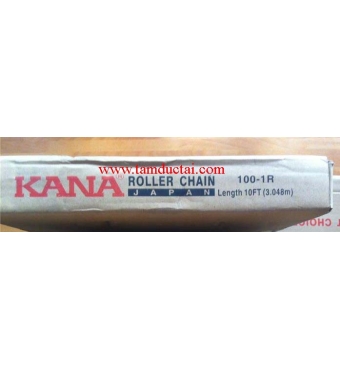 www.tamductai.com
KANA ROLLER CHAIN 100-1R
JAPAN Length 10FT (3.048m)